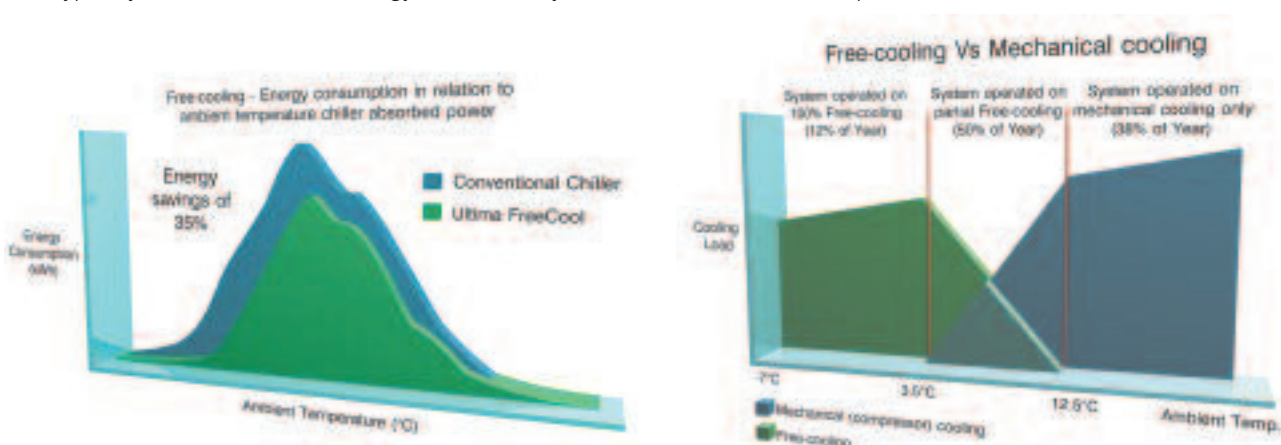 Free-cooling - Energy consumption in relation to
ambient temperature chiller absorbed power
Energy
savings of
35%
Conventional Chiller
Ultima FreeCool
Energy
Consumption
(kWh)
Ambient Temperature (°C)
Free-cooling Vs Mechanical cooling
System operated on
100% Free-cooling
(12% of Year)
System operated on
partial Free-cooling
(50% of Year)
System operated on
mechanical cooling only
(38% of Year)
Cooling
Load
-7°C
3.5°C
12.5°C
Ambient Temp.
Mechanical (compressor) cooling
Free-cooling